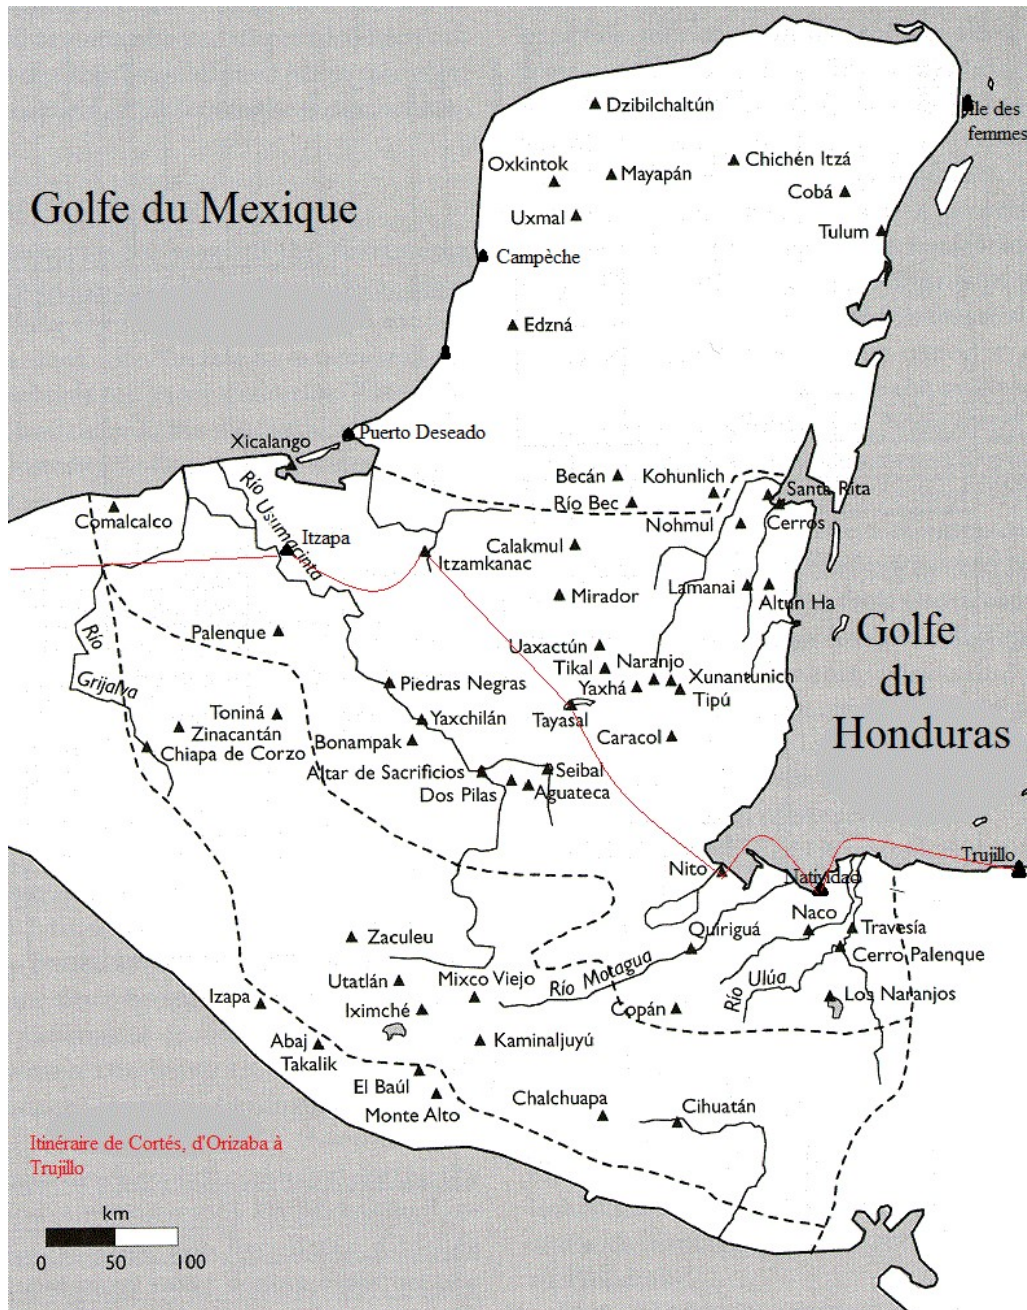 Dzibilchaltún
Ile des
femmes
Oxkintok
Mayapán
Chichén Itzá
Cobá
Golfe du Mexique
Uxmal
Tulum
Campèche
Edzná
Puerto Deseado
Xicalango
Río Usumacinta
Becán
Kohunlich
Río Bec
Santa Rita
Comalcalco
Nohmul
Cerros
Itzapa
Calakmul
Itzamkanac
Mirador
Lamanai
Altun Ha
Río
Grijalva
Palenque
Uaxactún
Golfe
du
Honduras
Tikal
Naranjo
Xunantunich
Piedras Negras
Yaxhá
Tipú
Toniná
Yaxchilán
Tayasal
Zinacantán
Bonampak
Caracol
Chiapa de Corzo
Altar de Sacrificios
Seibal
Dos Pilas
Aguateca
Nito
Natividad
Trujillo
Naco
Zaculeu
Quiriguá
Travesía
Cerro Palenque
Utatlán
Mixco Viejo
Río Motagua
Río Ulúa
Izapa
Iximché
Copán
Los Naranjos
Abaj
Takalik
Kaminaljuyú
El Baúl
Monte Alto
Chalchuapa
Cihuatán
Itinéraire de Cortés, d'Orizaba à
Trujillo
km
0 50 100